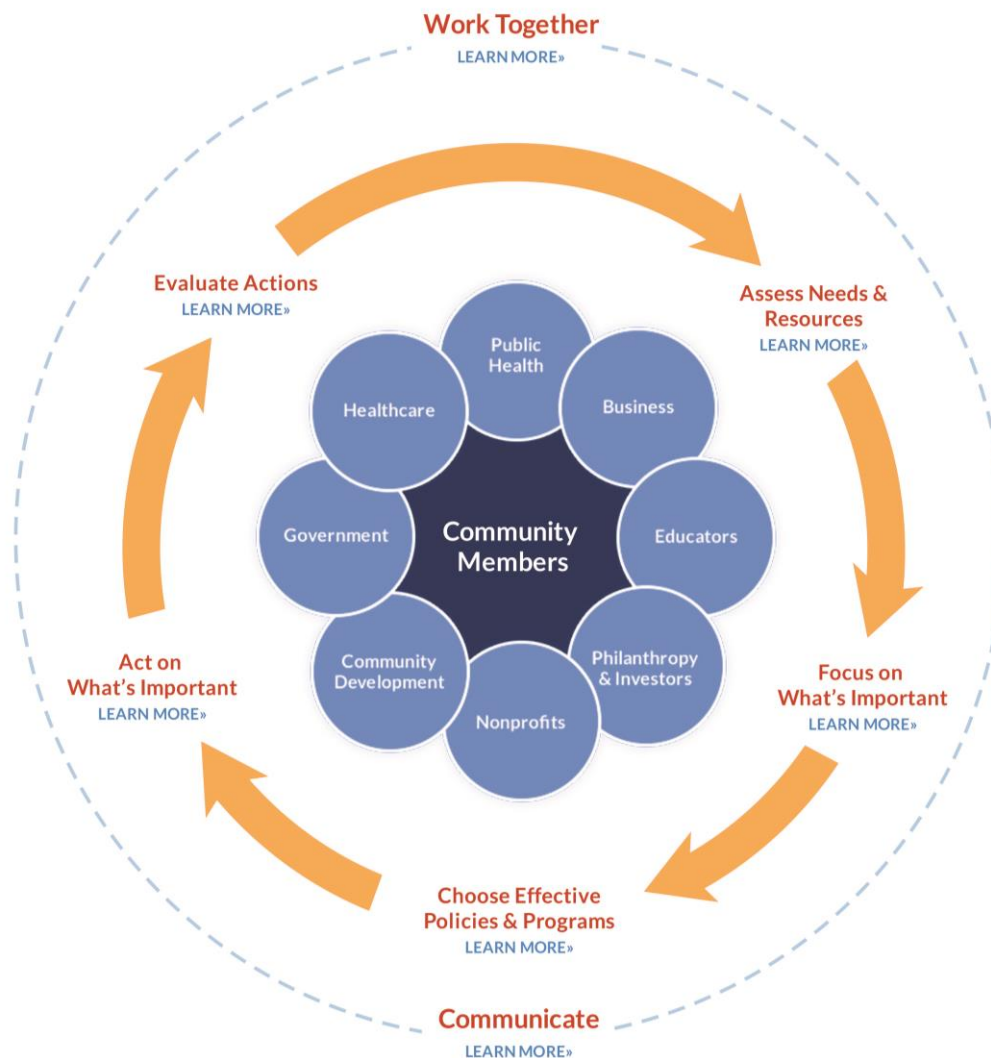 Work Together
LEARN MORE»
Evaluate Actions
LEARN MORE»
Assess Needs &
Resources
LEARN MORE»
Public
Health
Healthcare
Business
Government
Community
Members
Educators
Community
Development
Philanthropy
& Investors
Nonprofits
Act on
What's Important
LEARN MORE»
Focus on
What's Important
LEARN MORE»
Choose Effective
Policies & Programs
LEARN MORE»
Communicate
LEARN MORE»